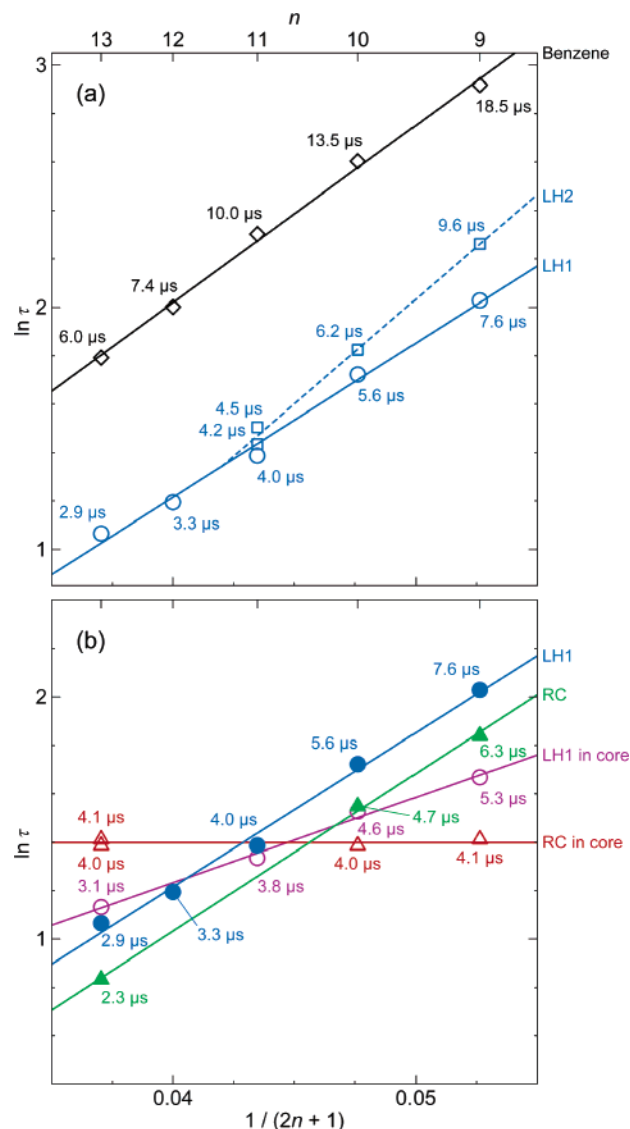 n
13 12 11 10 9
3
Benzene
(a)
18.5 µs
13.5 µs
LH2
10.0 µs
9.6 µs
LH1
7.4 µs
2
ln τ
6.0 µs
6.2 µs
7.6 µs
4.5 µs
5.6 µs
4.2 µs
4.0 µs
2.9 µs
3.3 µs
1
(b)
LH1
7.6 µs
2
RC
5.6 µs
6.3 µs
LH1 in core
5.3 µs
4.1 µs
4.0 µs
4.7 µs
4.6 µs
ln τ
RC in core
4.0 µs
4.0 µs
4.1 µs
3.1 µs
3.8 µs
1
2.9 µs
3.3 µs
2.3 µs
0.04 0.05
1 / (2n + 1)